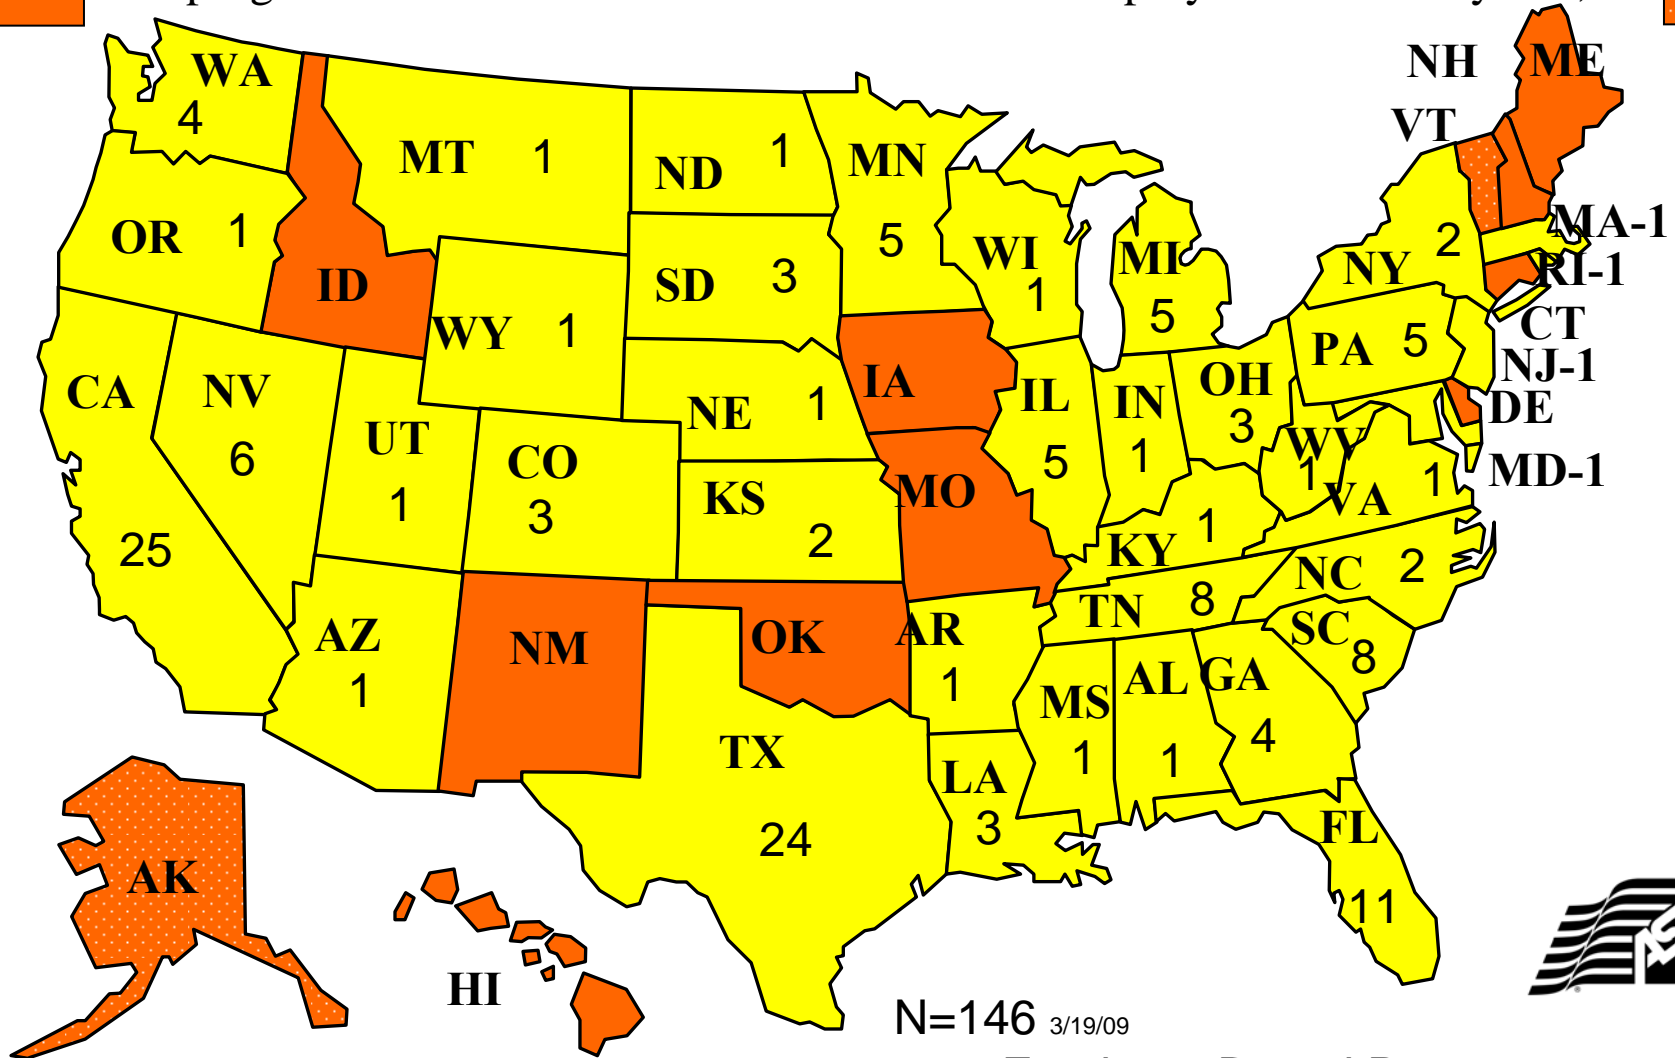 WA
4
MT 1
ND 1
MN
5
OR 1
ID
WY 1
SD 3
WI
1
MI
5
NH
ME
VT
NY 2
MA-1
RI-1
CT
NJ-1
DE
MD-1
PA 5
CA
25
NV
6
UT
1
CO
3
NE 1
KS
2
IA
MO
IL
5
IN
1
OH
3
WV
1
VA 1
KY 1
TN 8
NC 2
SC
8
AZ
1
NM
OK
AR
1
TX
24
LA
3
MS
1
AL
1
GA
4
FL
11
AK
HI
N=146 3/19/09